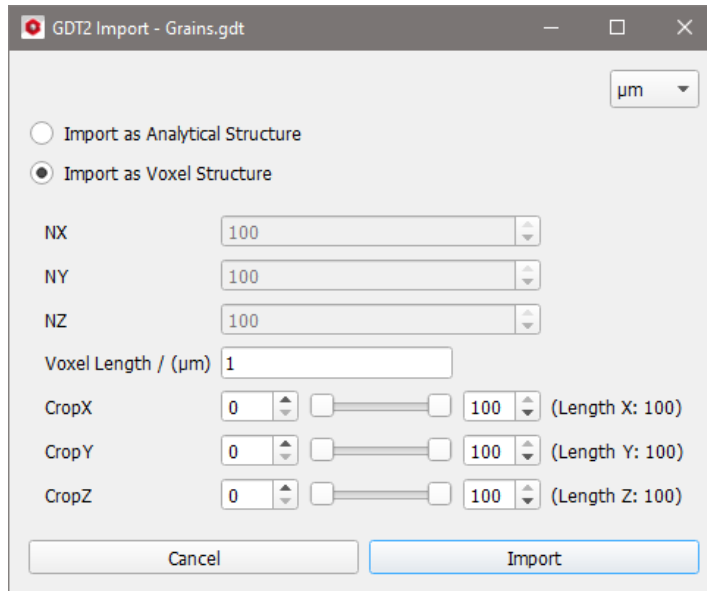 GDT2 Import - Grains.gdt
µm
Import as Analytical Structure
Import as Voxel Structure
NX 100
NY 100
NZ 100
Voxel Length / (µm) 1
CropX 0 100 (Length X: 100)
CropY 0 100 (Length Y: 100)
CropZ 0 100 (Length Z: 100)
Cancel Import